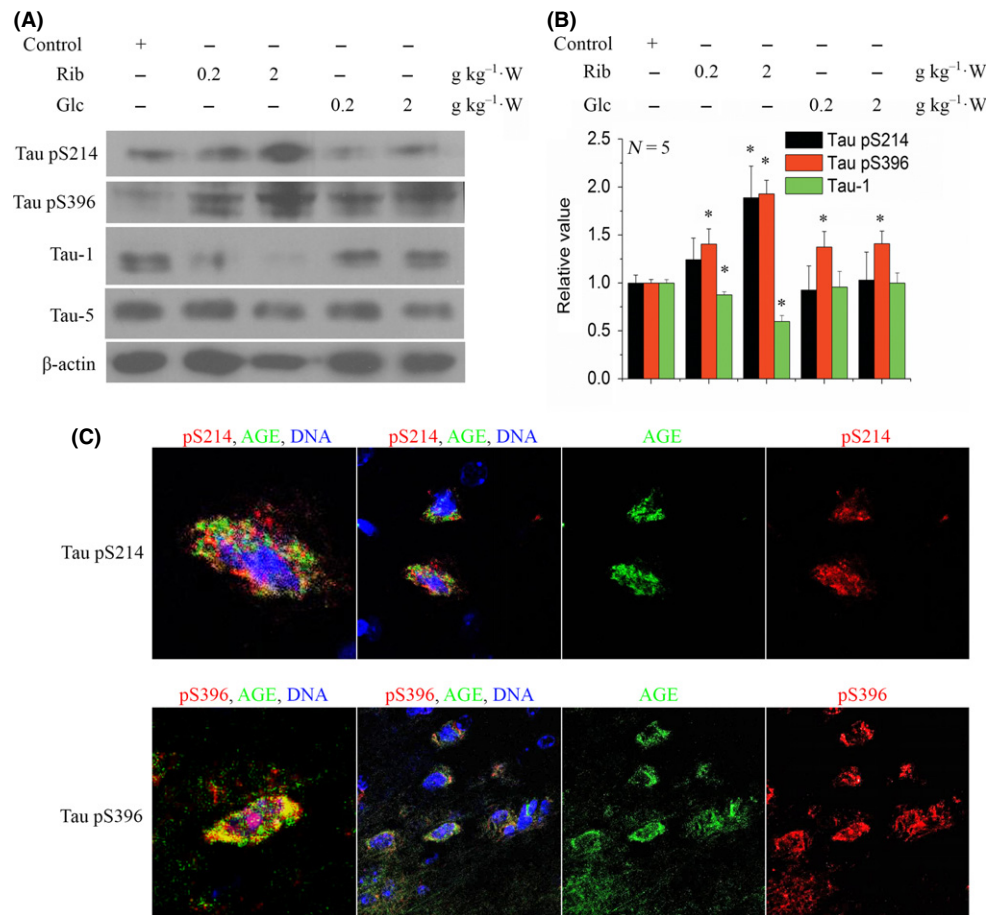 (A)
Control + – – – –
Rib – 0.2 2 – – g kg⁻¹·W
Glc – – – 0.2 2 g kg⁻¹·W
Tau pS214
Tau pS396
Tau-1
Tau-5
β-actin
(B)
Control + – – – –
Rib – 0.2 2 – – g kg⁻¹·W
Glc – – – 0.2 2 g kg⁻¹·W
N = 5
Tau pS214
Tau pS396
Tau-1
Relative value
2.5
2.0
1.5
1.0
0.5
0.0
* * * * * * *
(C)
pS214, AGE, DNA pS214, AGE, DNA AGE pS214
Tau pS214
pS396, AGE, DNA pS396, AGE, DNA AGE pS396
Tau pS396